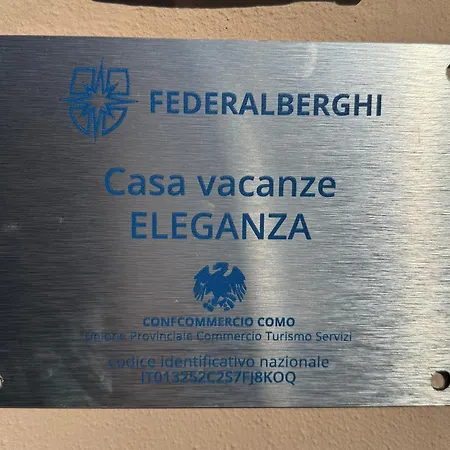 FEDERALBERGHI
Casa vacanze
ELEGANZA
CONFCOMMERCIO COMO
Unione Provinciale Commercio Turismo Servizi
codice identificativo nazionale
IT013252C2S7FJ8KOQ